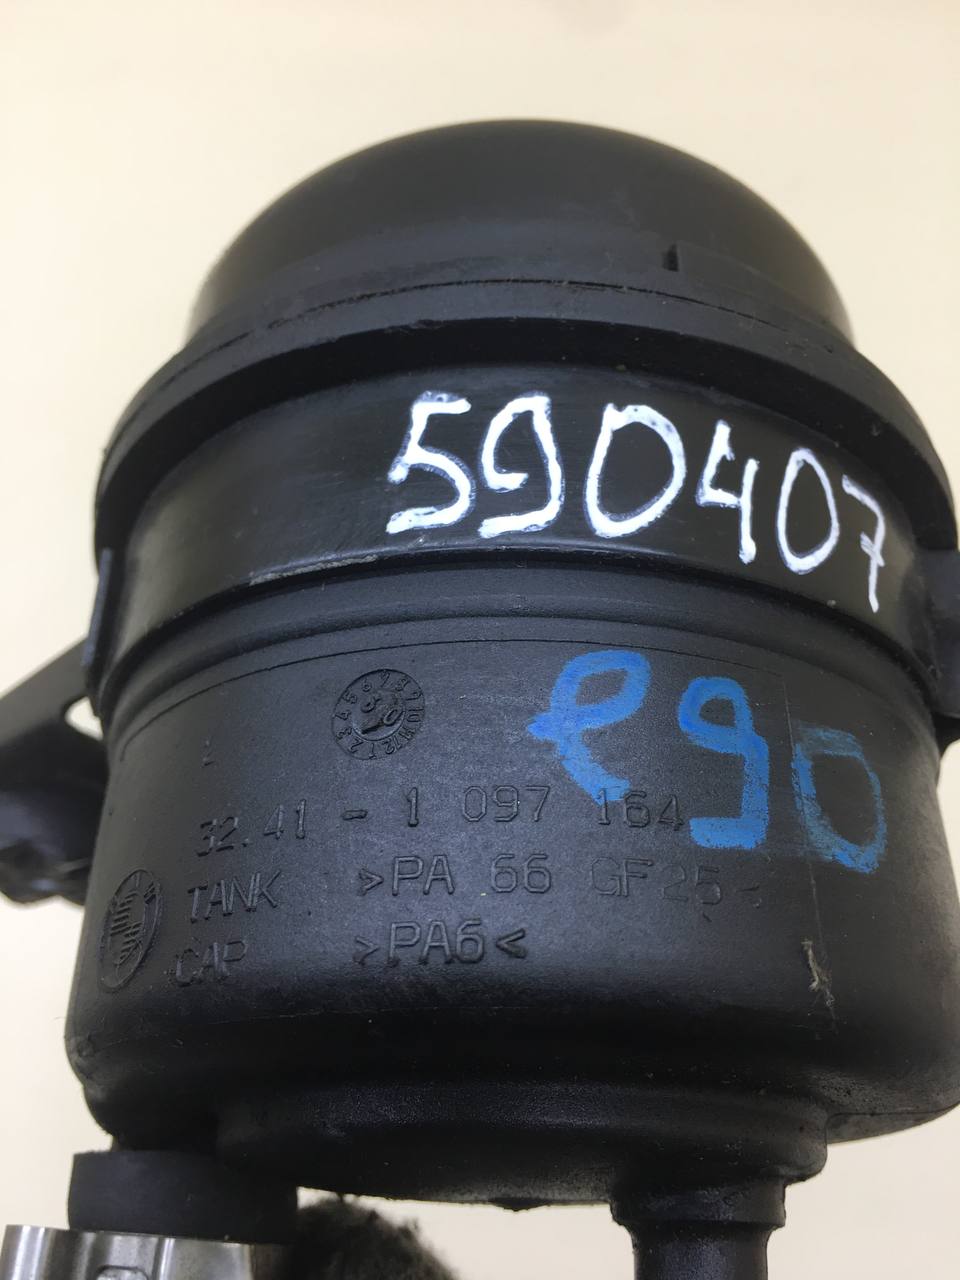 590407
e90
32.41 - 1 097 164
TANK >PA 66 GF25<
CAP >PA6<